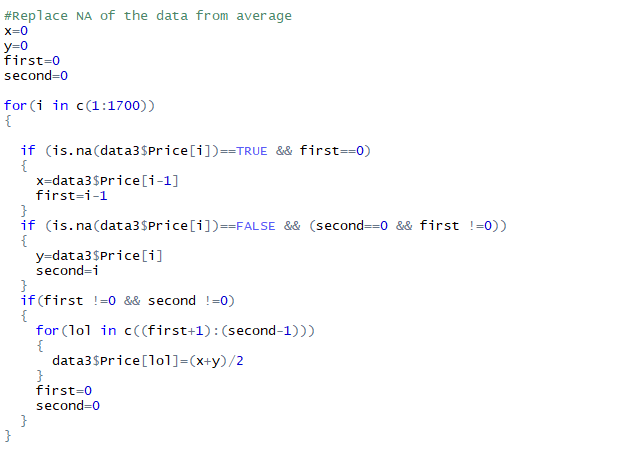 #Replace NA of the data from average
x=0
y=0
first=0
second=0
for(i in c(1:1700))
{
if (is.na(data3$Price[i])==TRUE && first==0)
{
x=data3$Price[i-1]
first=i-1
}
if (is.na(data3$Price[i])==FALSE && (second==0 && first !=0))
{
y=data3$Price[i]
second=i
}
if(first !=0 && second !=0)
{
for(lol in c((first+1):(second-1)))
{
data3$Price[lol]=(x+y)/2
}
first=0
second=0
}
}